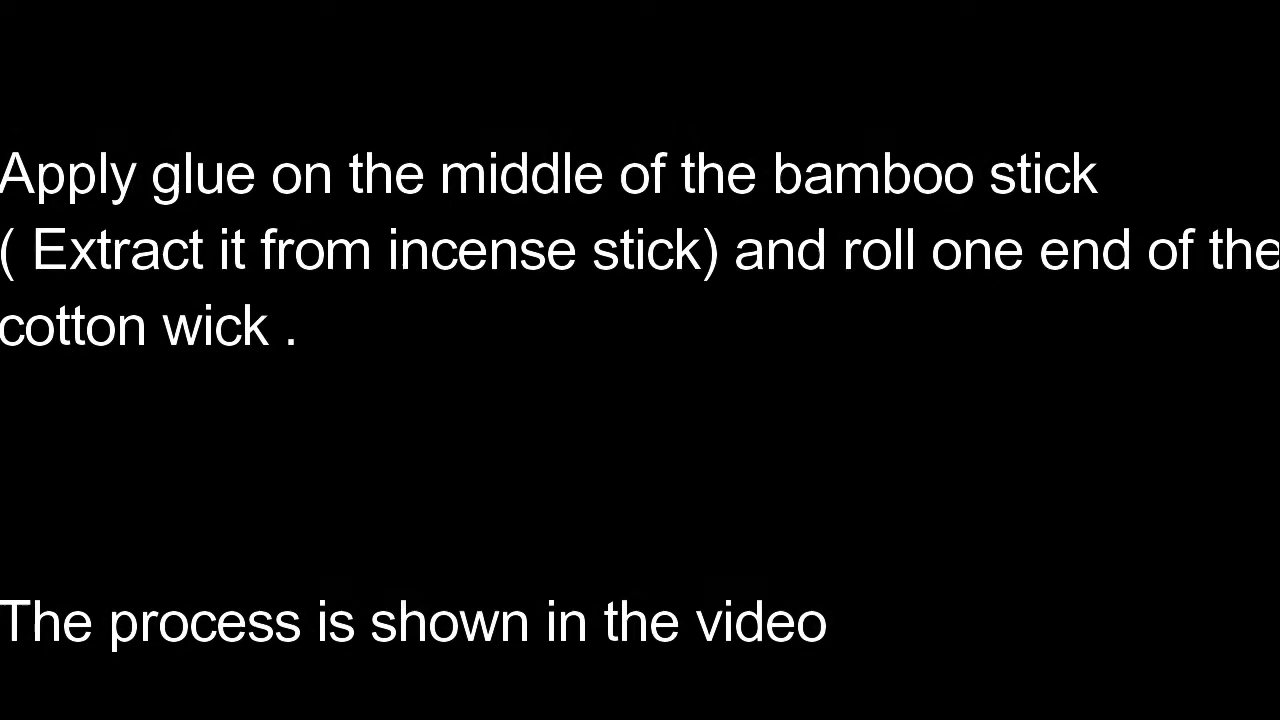 Apply glue on the middle of the bamboo stick
( Extract it from incense stick) and roll one end of the
cotton wick .
The process is shown in the video